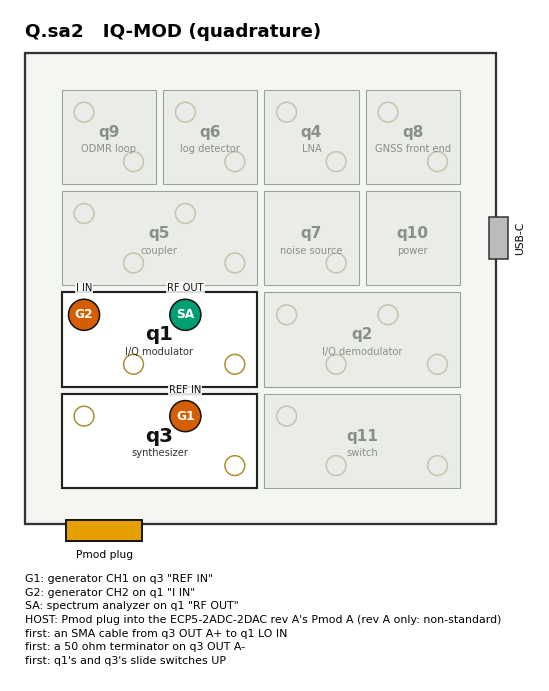 Q.sa2   IQ-MOD (quadrature)
q9
ODMR loop
q6
log detector
q4
LNA
q8
GNSS front end
q5
coupler
q7
noise source
q10
power
USB-C
I IN
G2
RF OUT
SA
q1
I/Q modulator
q2
I/Q demodulator
REF IN
G1
q3
synthesizer
q11
switch
Pmod plug
G1: generator CH1 on q3 "REF IN"
G2: generator CH2 on q1 "I IN"
SA: spectrum analyzer on q1 "RF OUT"
HOST: Pmod plug into the ECP5-2ADC-2DAC rev A's Pmod A (rev A only: non-standard)
first: an SMA cable from q3 OUT A+ to q1 LO IN
first: a 50 ohm terminator on q3 OUT A-
first: q1's and q3's slide switches UP